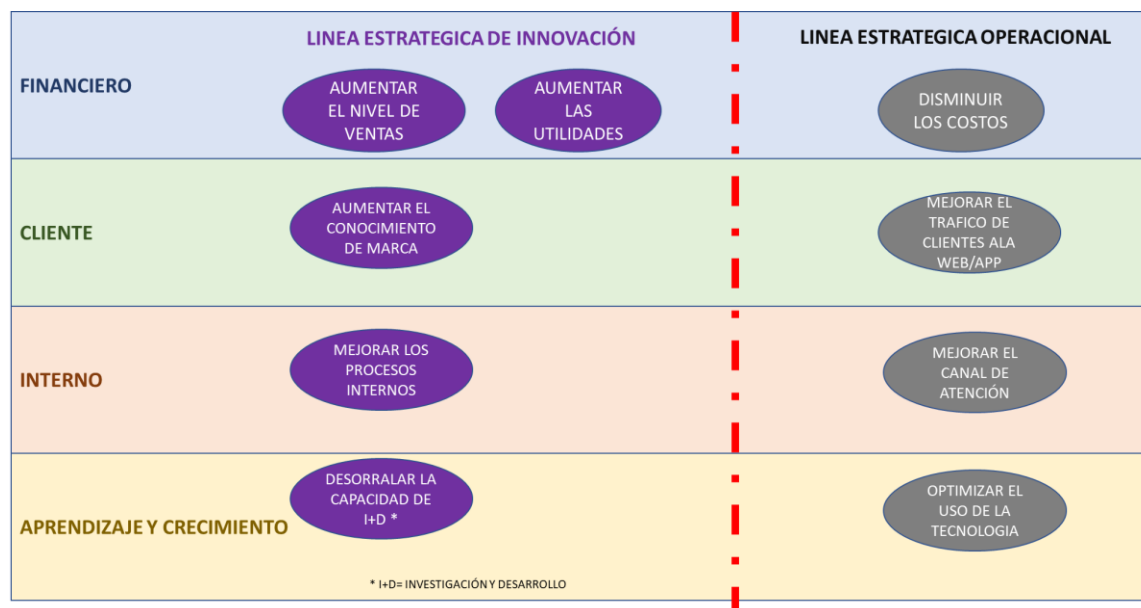 LINEA ESTRATEGICA DE INNOVACIÓN
LINEA ESTRATEGICA OPERACIONAL
FINANCIERO
AUMENTAR
EL NIVEL DE
VENTAS
AUMENTAR
LAS
UTILIDADES
DISMINUIR
LOS COSTOS
CLIENTE
AUMENTAR EL
CONOCIMIENTO
DE MARCA
MEJORAR EL
TRAFICO DE
CLIENTES ALA
WEB/APP
INTERNO
MEJORAR LOS
PROCESOS
INTERNOS
MEJORAR EL
CANAL DE
ATENCIÓN
APRENDIZAJE Y CRECIMIENTO
DESORRALAR LA
CAPACIDAD DE
I+D *
OPTIMIZAR EL
USO DE LA
TECNOLOGIA
* I+D= INVESTIGACIÓN Y DESARROLLO